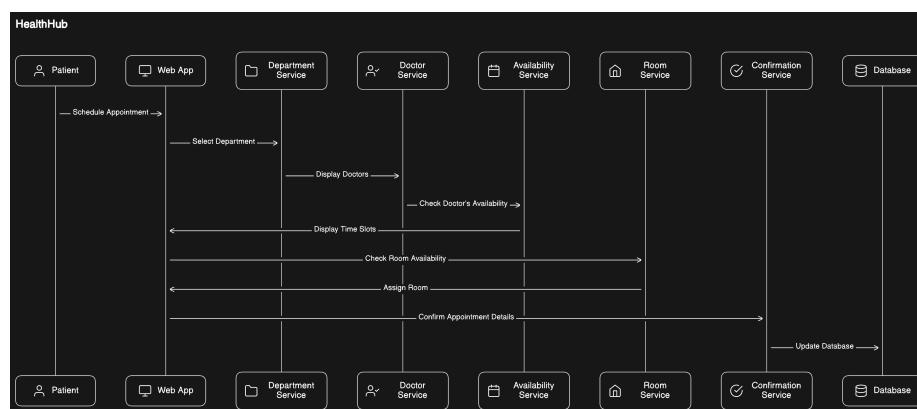 HealthHub
Patient
Web App
Department
Service
Doctor
Service
Availability
Service
Room
Service
Confirmation
Service
Database
Schedule Appointment
Select Department
Display Doctors
Check Doctor's Availability
Display Time Slots
Check Room Availability
Assign Room
Confirm Appointment Details
Update Database
Patient
Web App
Department
Service
Doctor
Service
Availability
Service
Room
Service
Confirmation
Service
Database